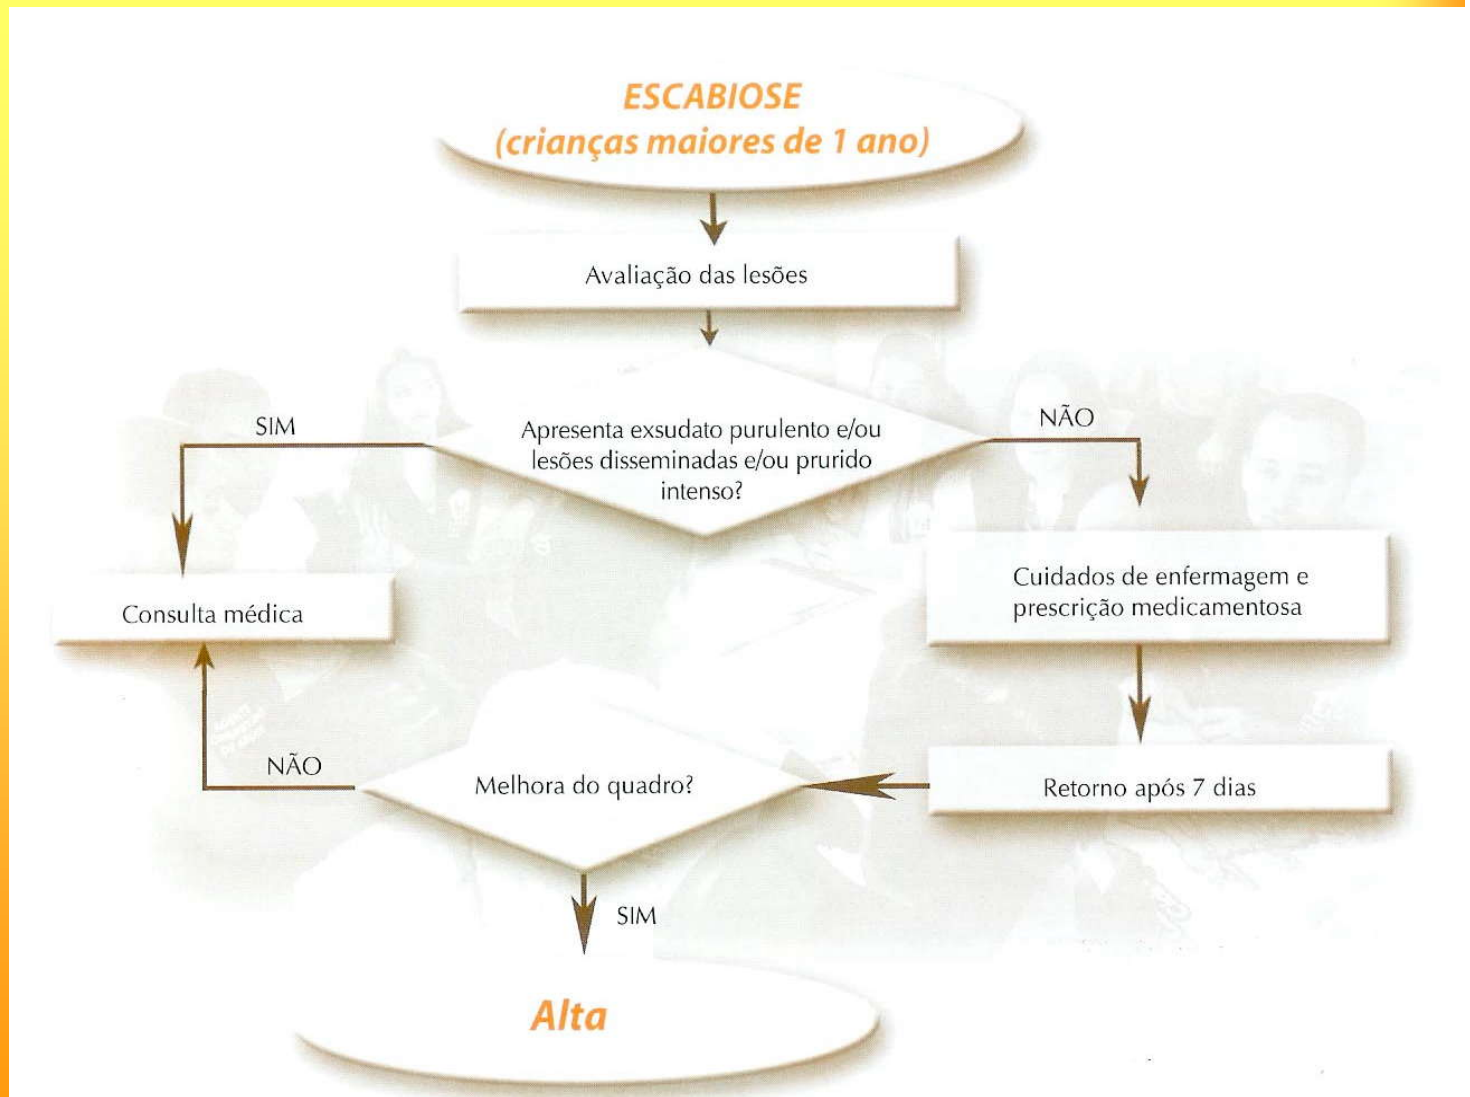 ESCABIOSE
(crianças maiores de 1 ano)
Avaliação das lesões
SIM
Apresenta exsudato purulento e/ou
lesões disseminadas e/ou prurido
intenso?
NÃO
Consulta médica
Cuidados de enfermagem e
prescrição medicamentosa
NÃO
Melhora do quadro?
Retorno após 7 dias
SIM
Alta